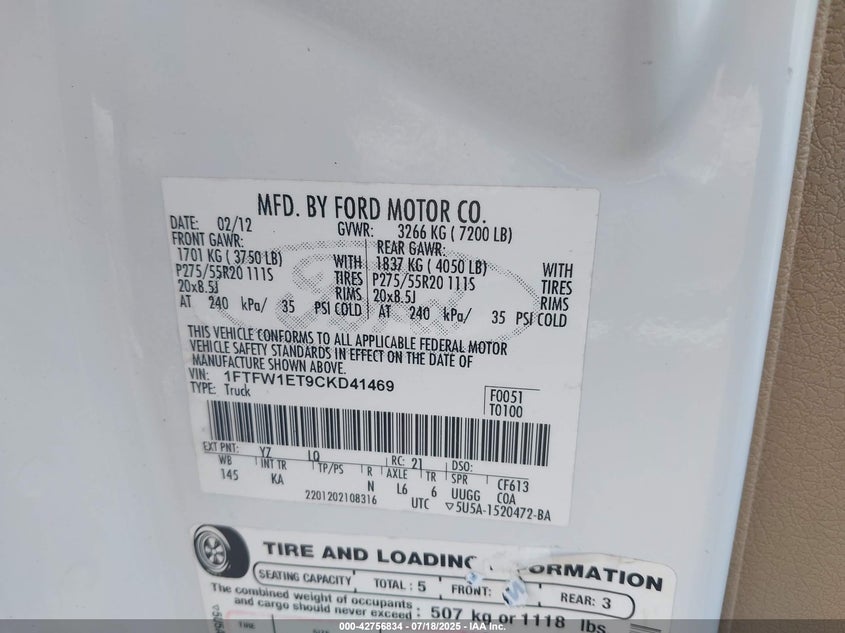 MFD. BY FORD MOTOR CO.
DATE: 02/12 GVWR: 3266 KG ( 7200 LB)
FRONT GAWR: REAR GAWR:
1701 KG ( 3750 LB) WITH 1837 KG ( 4050 LB) WITH
P275/55R20 111S TIRES P275/55R20 111S TIRES
20x8.5J RIMS 20x8.5J RIMS
AT 240 kPa/ 35 PSI COLD AT 240 kPa/ 35 PSI COLD
THIS VEHICLE CONFORMS TO ALL APPLICABLE FEDERAL MOTOR
VEHICLE SAFETY STANDARDS IN EFFECT ON THE DATE OF
MANUFACTURE SHOWN ABOVE.
VIN: 1FTFW1ET9CKD41469
TYPE: Truck
F0051
T0100
EXT PNT: YZ LQ RC: 21 DSO:
WB INT TR TP/PS R AXLE TR SPR CF613
145 KA N L6 6 UUGG COA
2201202108316 UTC ▽5U5A-1520472-BA
TIRE AND LOADING ORMATION
SEATING CAPACITY TOTAL : 5 FRONT: REAR: 3
The combined weight of occupants
and cargo should never exceed : 507 kg or 1118 lbs
TIRE
000-42756834 - 07/18/2025 - IAA Inc.